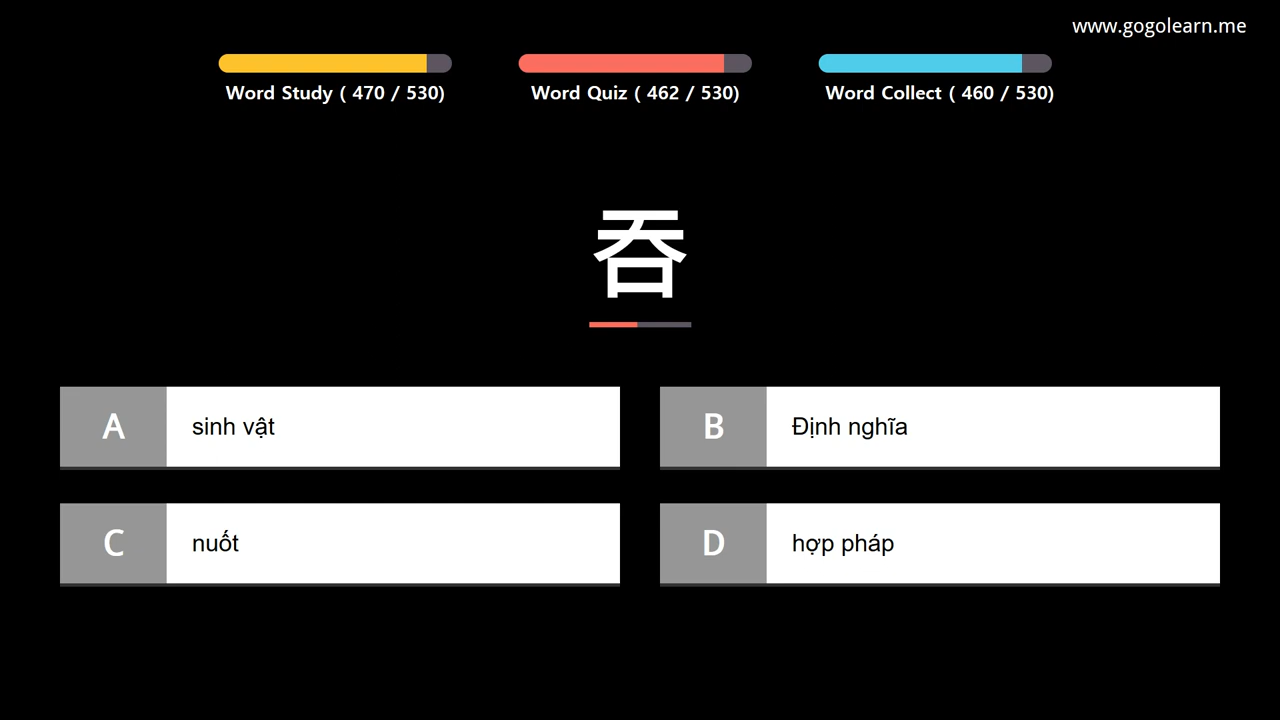 www.gogolearn.me
Word Study ( 470 / 530)
Word Quiz ( 462 / 530)
Word Collect ( 460 / 530)
吞
A sinh vật
B Định nghĩa
C nuốt
D hợp pháp